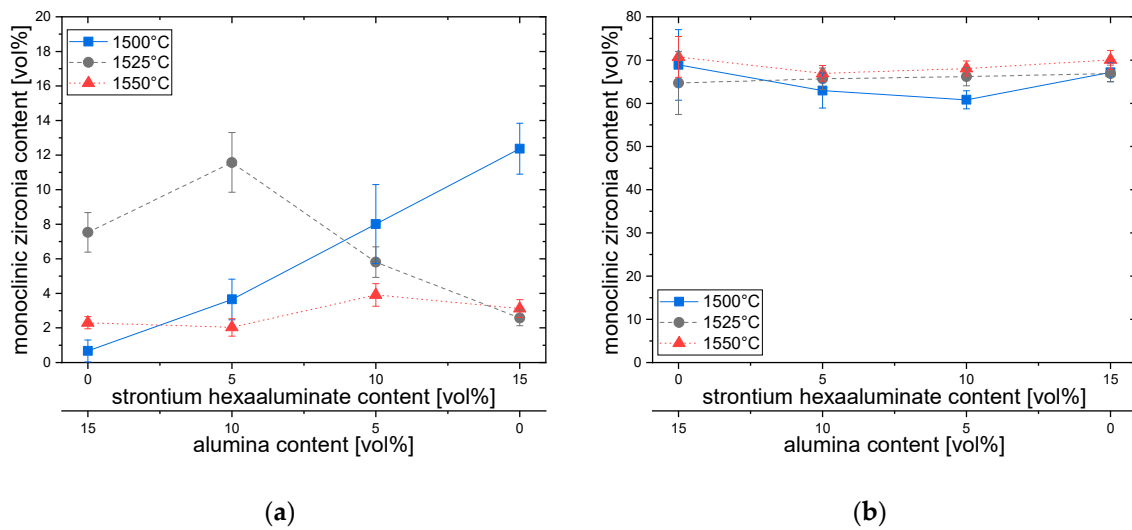 20
18
16
14
12
10
8
6
4
2
0
monoclinic zirconia content [vol%]
1500°C
1525°C
1550°C
0 5 10 15
strontium hexaaluminate content [vol%]
15 10 5 0
alumina content [vol%]
(a)
80
70
60
50
40
30
20
10
0
monoclinic zirconia content [vol%]
1500°C
1525°C
1550°C
0 5 10 15
strontium hexaaluminate content [vol%]
15 10 5 0
alumina content [vol%]
(b)